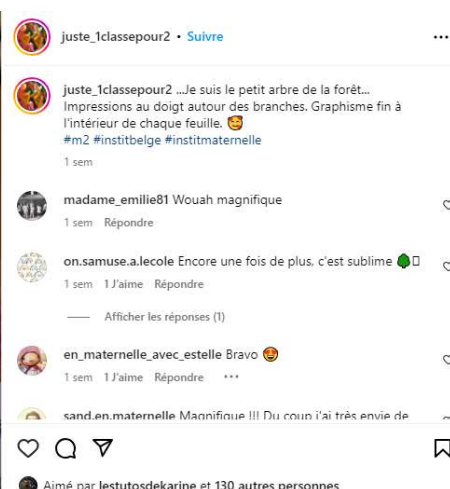 juste_1classepour2 • Suivre
juste_1classepour2 ...Je suis le petit arbre de la forêt...
Impressions au doigt autour des branches. Graphisme fin à
l'intérieur de chaque feuille. 🥰
#m2 #institbelge #institmaternelle
1 sem
madame_emilie81 Wouah magnifique
1 sem Répondre
on.samuse.a.lecole Encore une fois de plus, c'est sublime 🌳
1 sem 1 J'aime Répondre
Afficher les réponses (1)
en_maternelle_avec_estelle Bravo 🤩
1 sem 1 J'aime Répondre
sand.en.maternelle Magnifique !!! Du coup j'ai très envie de
Aimé par lestutosdekarine et 130 autres personnes